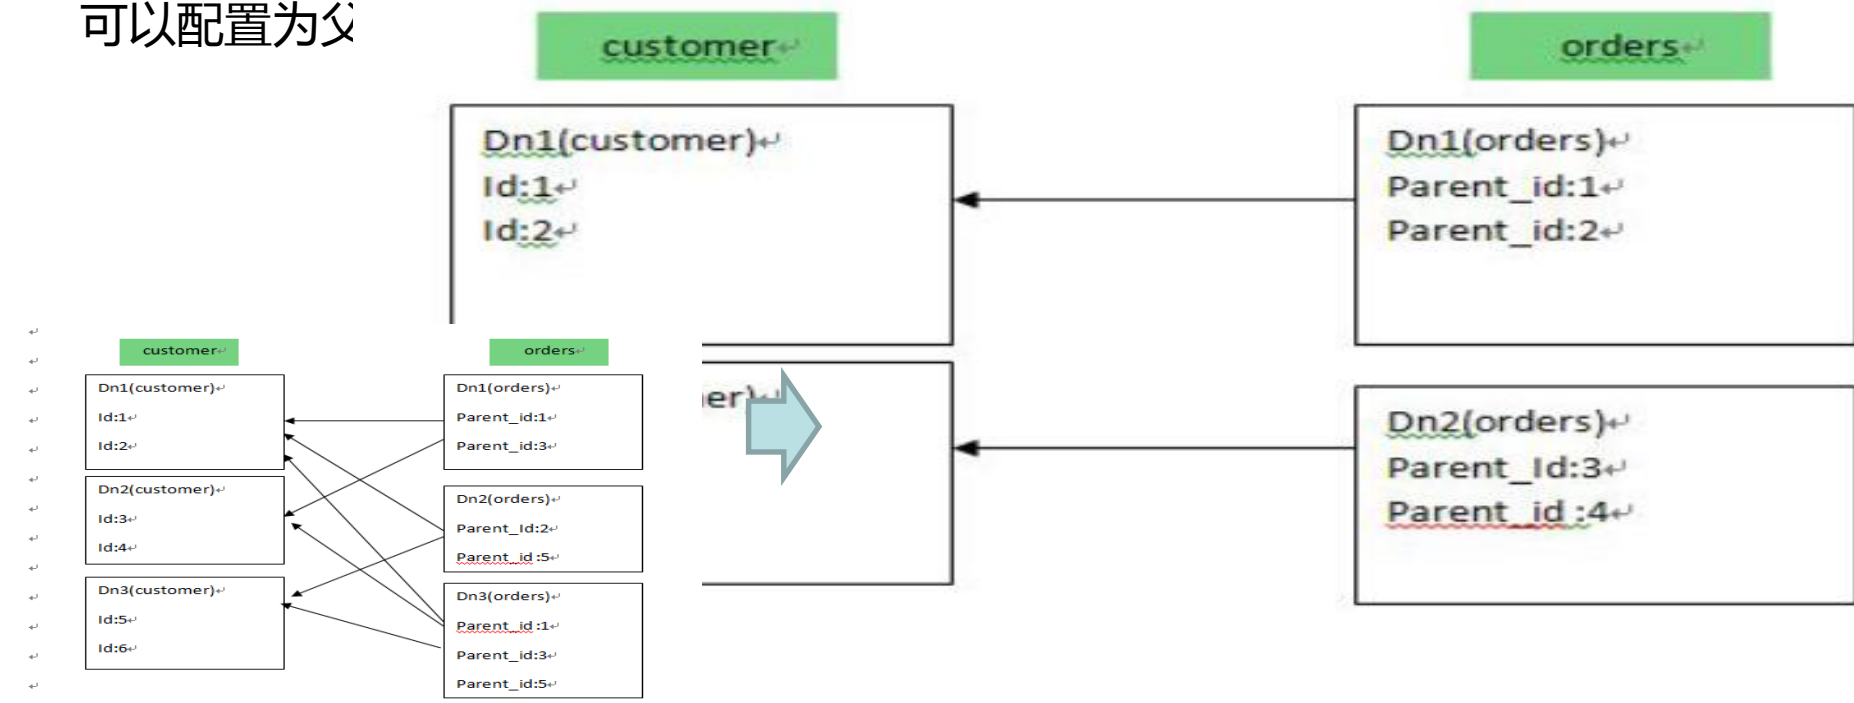 可以配置为父
customer
orders
Dn1(customer)
Id:1
Id:2
Dn1(orders)
Parent_id:1
Parent_id:2
er)
Dn2(orders)
Parent_Id:3
Parent_id :4
customer
orders
Dn1(customer)
Id:1
Id:2
Dn2(customer)
Id:3
Id:4
Dn3(customer)
Id:5
Id:6
Dn1(orders)
Parent_id:1
Parent_id:3
Dn2(orders)
Parent_Id:2
Parent_id :5
Dn3(orders)
Parent_id :1
Parent_id:3
Parent_id:5